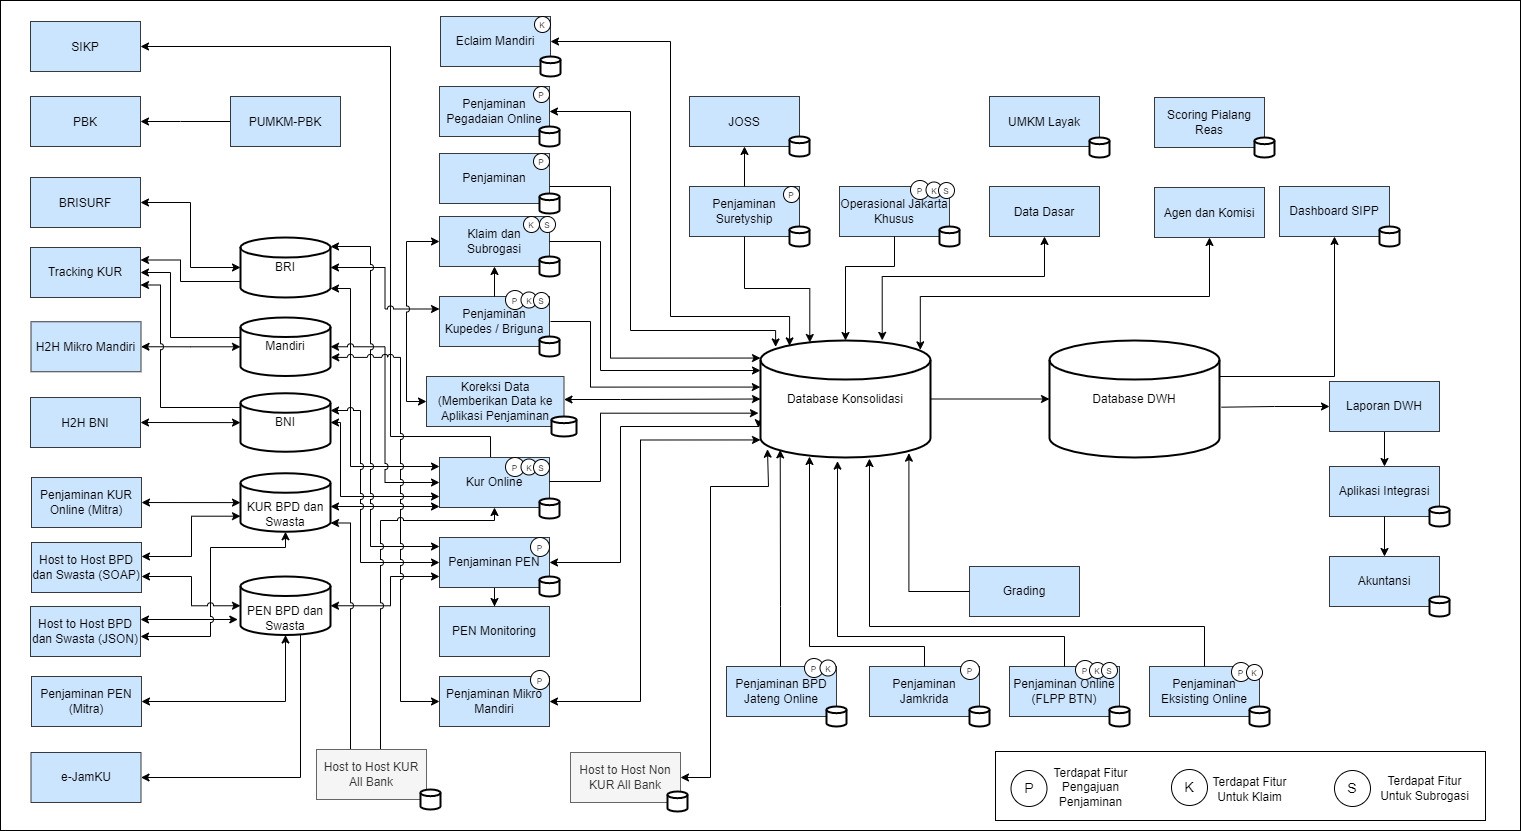 SIKP
Eclaim Mandiri
K
PBK
PUMKM-PBK
Penjaminan
Pegadaian Online
P
JOSS
UMKM Layak
Scoring Pialang
Reas
Penjaminan
P
BRISURF
Klaim dan
Subrogasi
K
S
Penjaminan
Suretyship
P
Operasional Jakarta
Khusus
P
K
S
Data Dasar
Agen dan Komisi
Dashboard SIPP
Tracking KUR
BRI
Penjaminan
Kupedes / Briguna
P
K
S
H2H Mikro Mandiri
Mandiri
Koreksi Data
(Memberikan Data ke
Aplikasi Penjaminan
Database Konsolidasi
Database DWH
Laporan DWH
H2H BNI
BNI
Kur Online
P
K
S
Aplikasi Integrasi
Penjaminan KUR
Online (Mitra)
KUR BPD dan
Swasta
Host to Host BPD
dan Swasta (SOAP)
Penjaminan PEN
P
Akuntansi
Grading
Host to Host BPD
dan Swasta (JSON)
PEN BPD dan
Swasta
PEN Monitoring
Penjaminan PEN
(Mitra)
Penjaminan Mikro
Mandiri
P
Penjaminan BPD
Jateng Online
P
K
Penjaminan
Jamkrida
P
Penjaminan Online
(FLPP BTN)
P
K
S
Penjaminan
Eksisting Online
P
K
e-JamKU
Host to Host KUR
All Bank
Host to Host Non
KUR All Bank
P
Terdapat Fitur
Pengajuan
Penjaminan
K
Terdapat Fitur
Untuk Klaim
S
Terdapat Fitur
Untuk Subrogasi